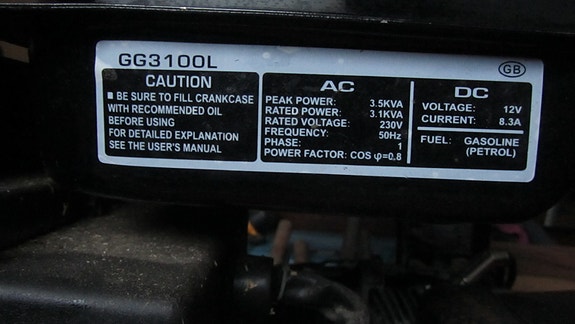 GG3100L
GB
CAUTION
■ BE SURE TO FILL CRANKCASE
WITH RECOMMENDED OIL
BEFORE USING
FOR DETAILED EXPLANATION
SEE THE USER'S MANUAL
AC
PEAK POWER: 3.5KVA
RATED POWER: 3.1KVA
RATED VOLTAGE: 230V
FREQUENCY: 50Hz
PHASE: 1
POWER FACTOR: COS φ=0.8
DC
VOLTAGE: 12V
CURRENT: 8.3A
FUEL: GASOLINE
(PETROL)